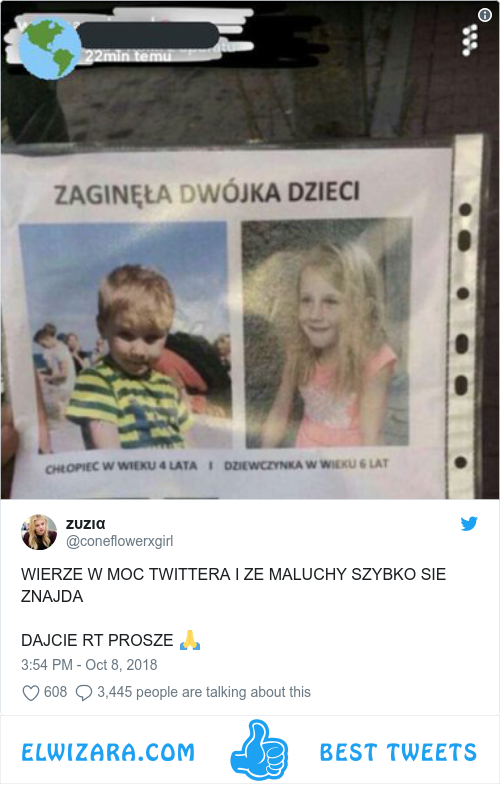 22min temu
ZAGINĘŁA DWÓJKA DZIECI
CHŁOPIEC W WIEKU 4 LATA I DZIEWCZYNKA W WIEKU 6 LAT
zuzια
@coneflowerxgirl
WIERZE W MOC TWITTERA I ZE MALUCHY SZYBKO SIE
ZNAJDA
DAJCIE RT PROSZE 🙏
3:54 PM - Oct 8, 2018
608 3,445 people are talking about this
ELWIZARA.COM BEST TWEETS